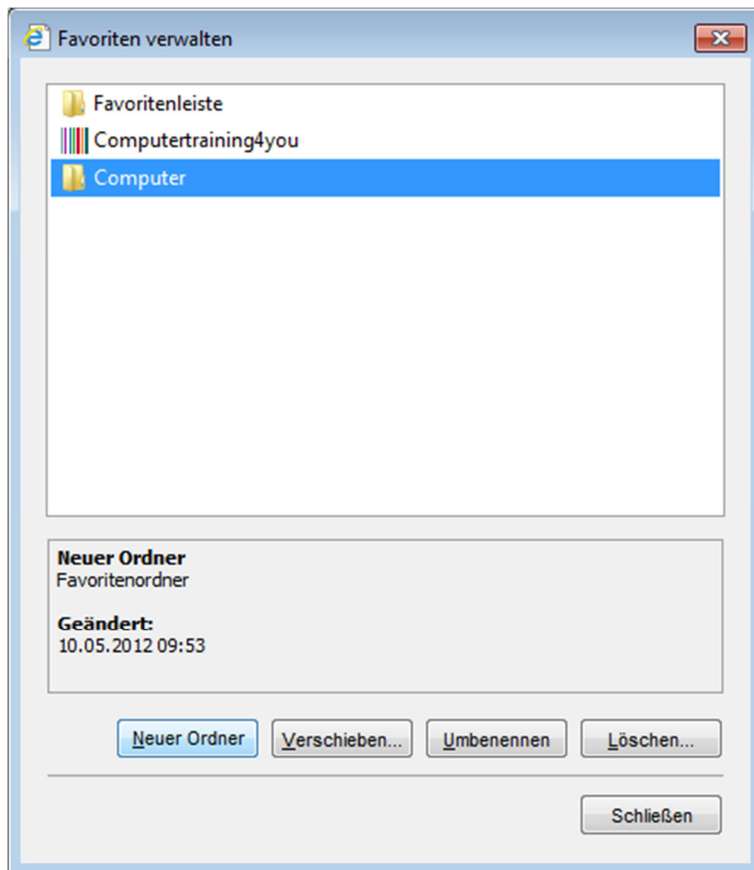 Favoriten verwalten
Favoritenleiste
Computertraining4you
Computer
Neuer Ordner
Favoritenordner
Geändert:
10.05.2012 09:53
Neuer Ordner Verschieben... Umbenennen Löschen...
Schließen